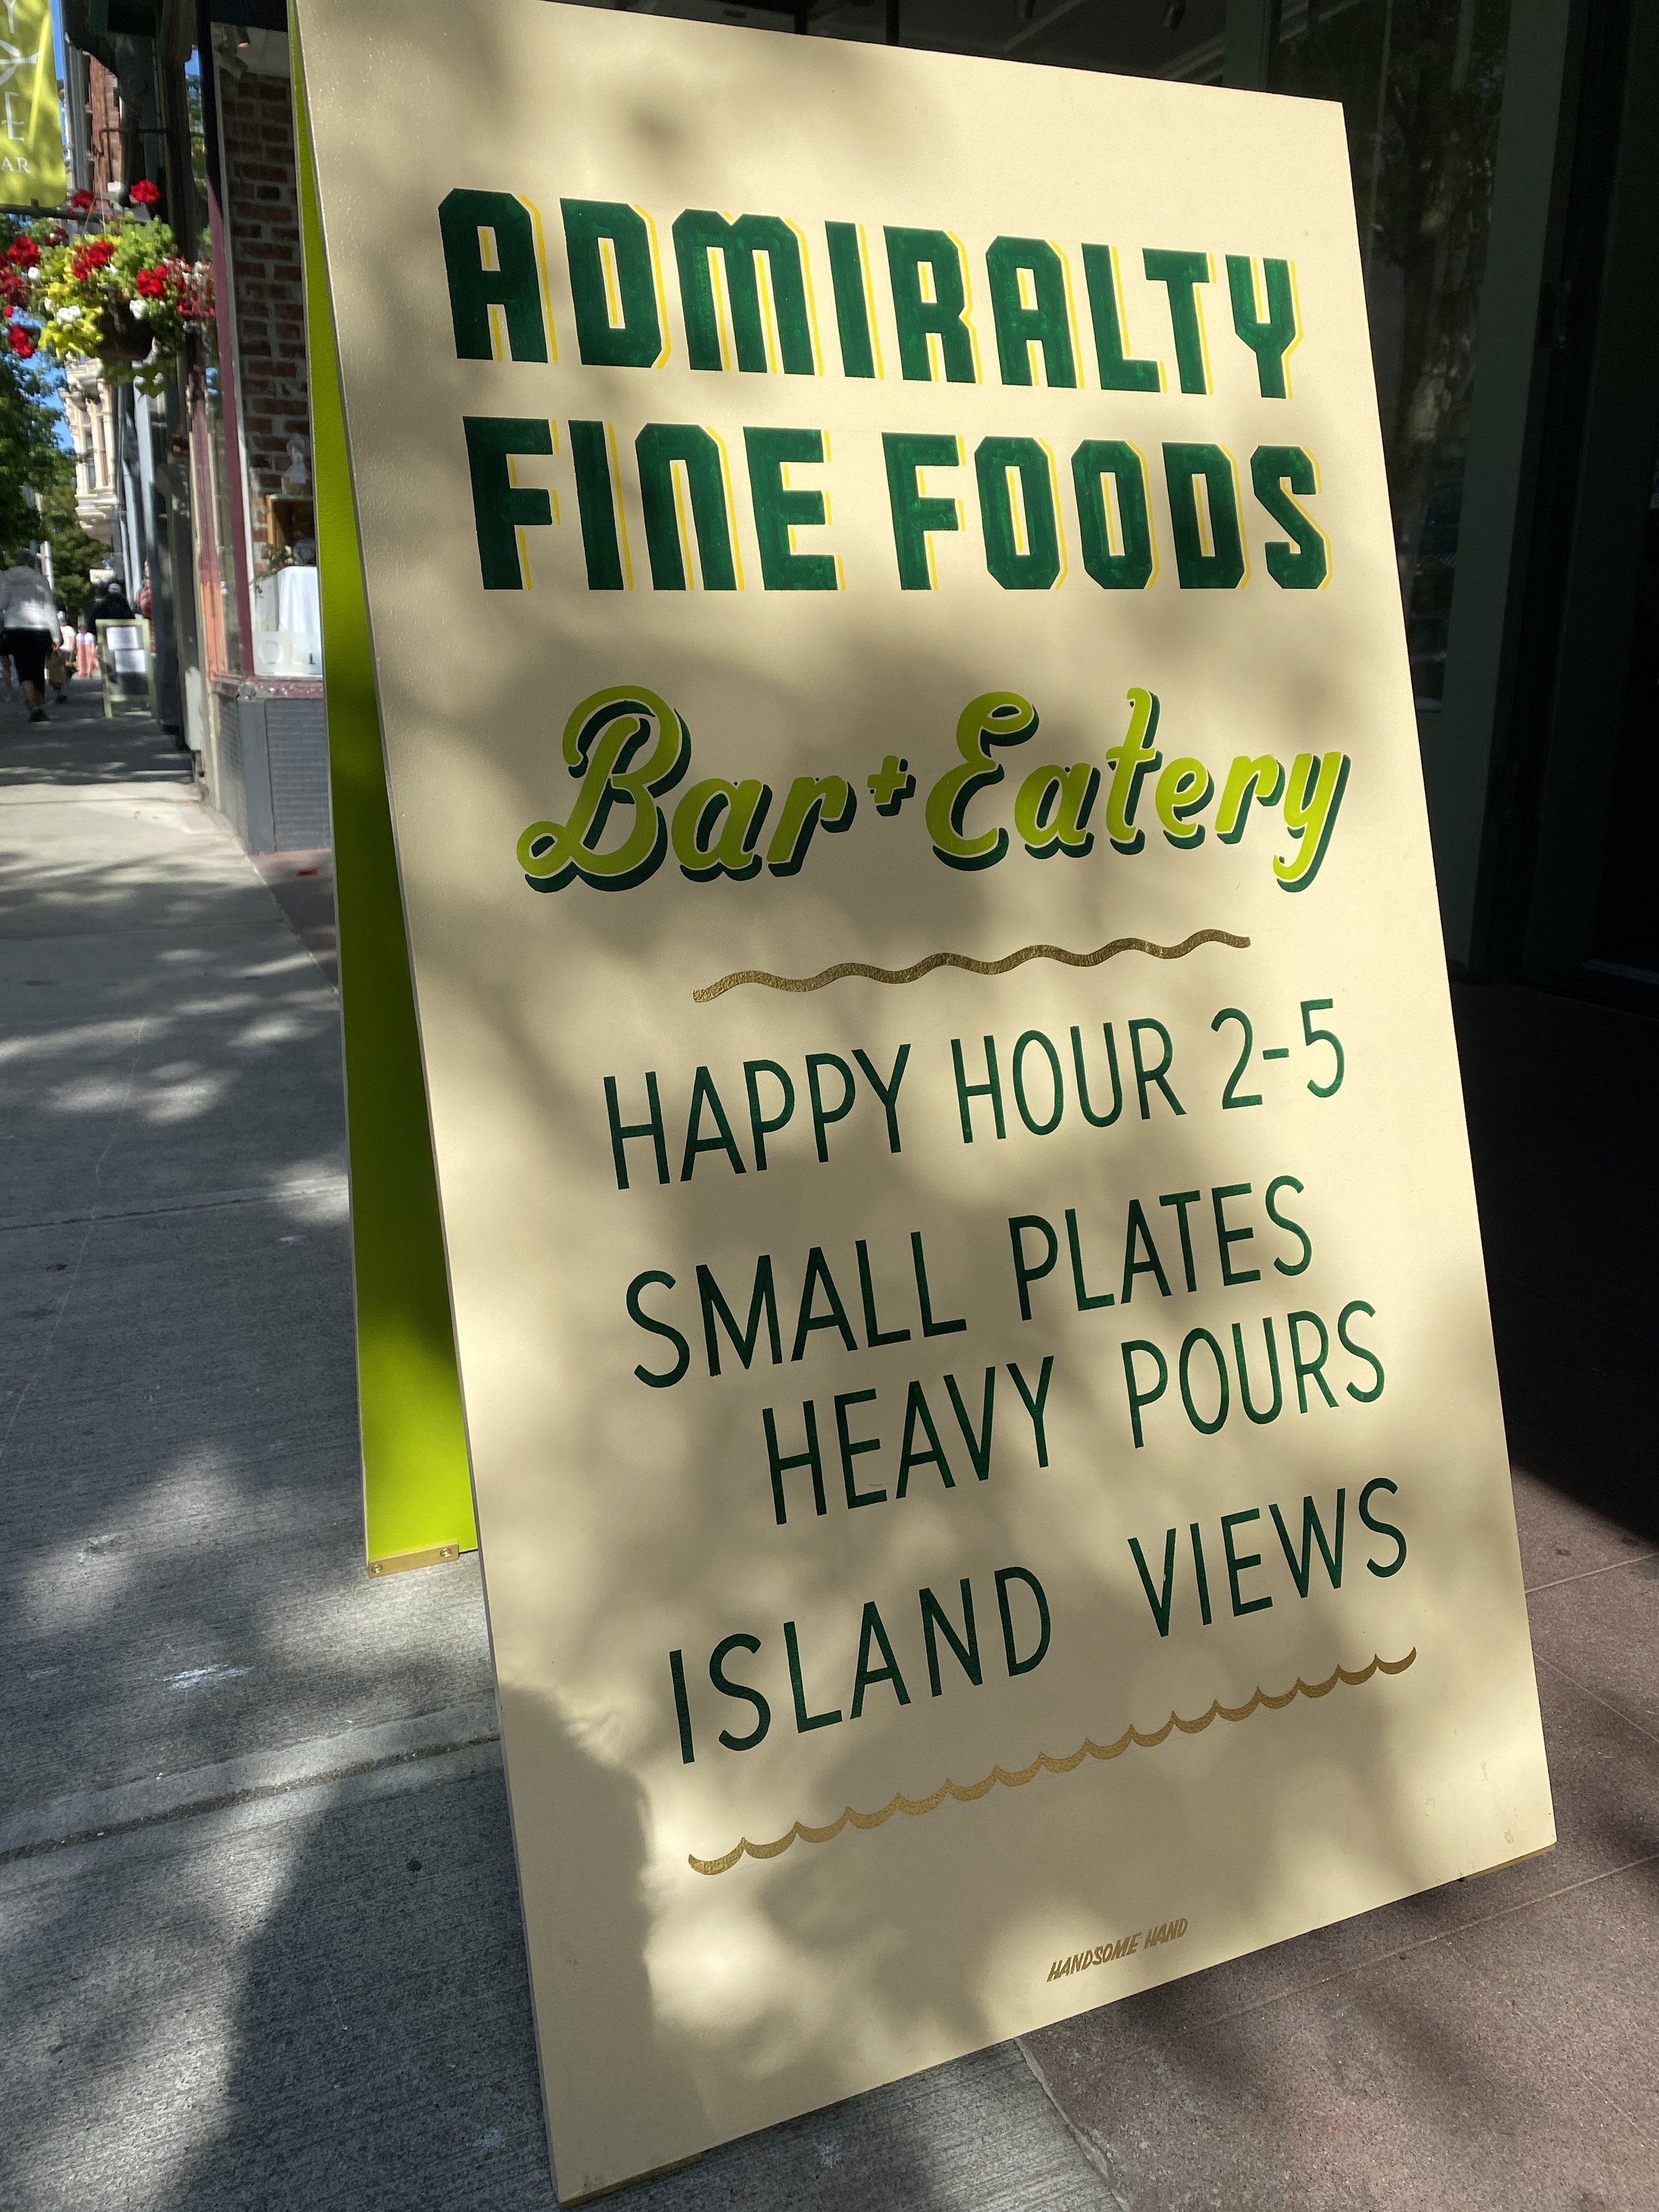 ADMIRALTY
FINE FOODS
Bar + Eatery
HAPPY HOUR 2-5
SMALL PLATES
HEAVY POURS
ISLAND VIEWS
HANDSOME HAND